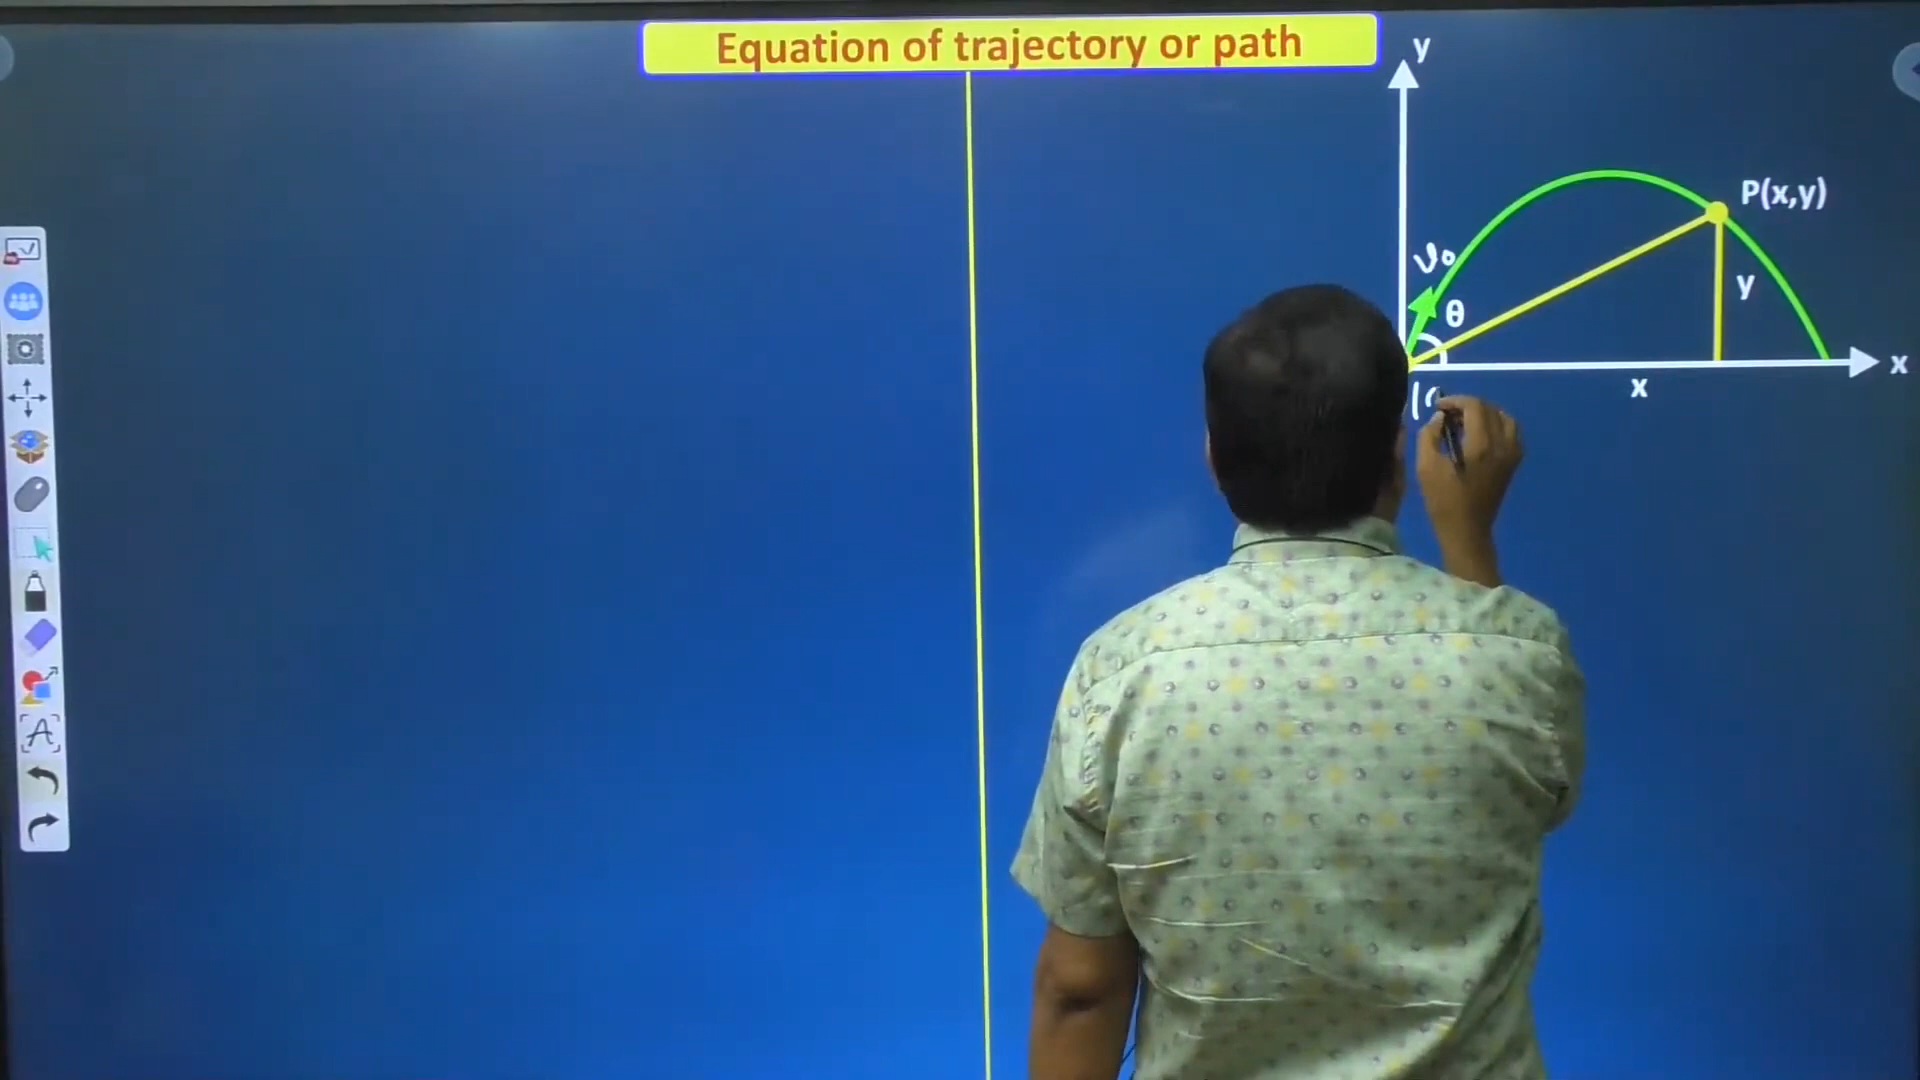 Equation of trajectory or path
y
P(x,y)
v₀
θ
y
x
x